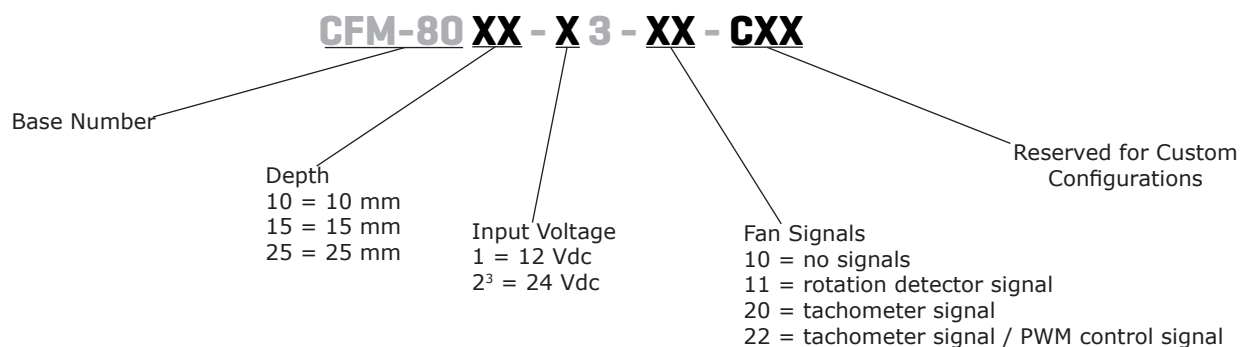 CFM-80 XX - X 3 - XX - CXX
Base Number
Depth
10 = 10 mm
15 = 15 mm
25 = 25 mm
Input Voltage
1 = 12 Vdc
2³ = 24 Vdc
Fan Signals
10 = no signals
11 = rotation detector signal
20 = tachometer signal
22 = tachometer signal / PWM control signal
Reserved for Custom
Configurations